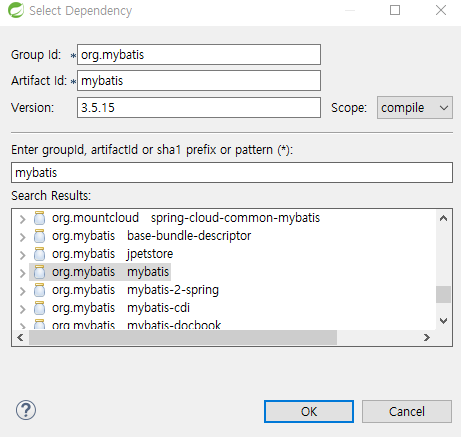 Select Dependency
Group Id: * org.mybatis
Artifact Id: * mybatis
Version: 3.5.15 Scope: compile
Enter groupId, artifactId or sha1 prefix or pattern (*):
mybatis
Search Results:
org.mountcloud spring-cloud-common-mybatis
org.mybatis base-bundle-descriptor
org.mybatis jpetstore
org.mybatis mybatis
org.mybatis mybatis-2-spring
org.mybatis mybatis-cdi
org.mybatis mybatis-docbook
? OK Cancel